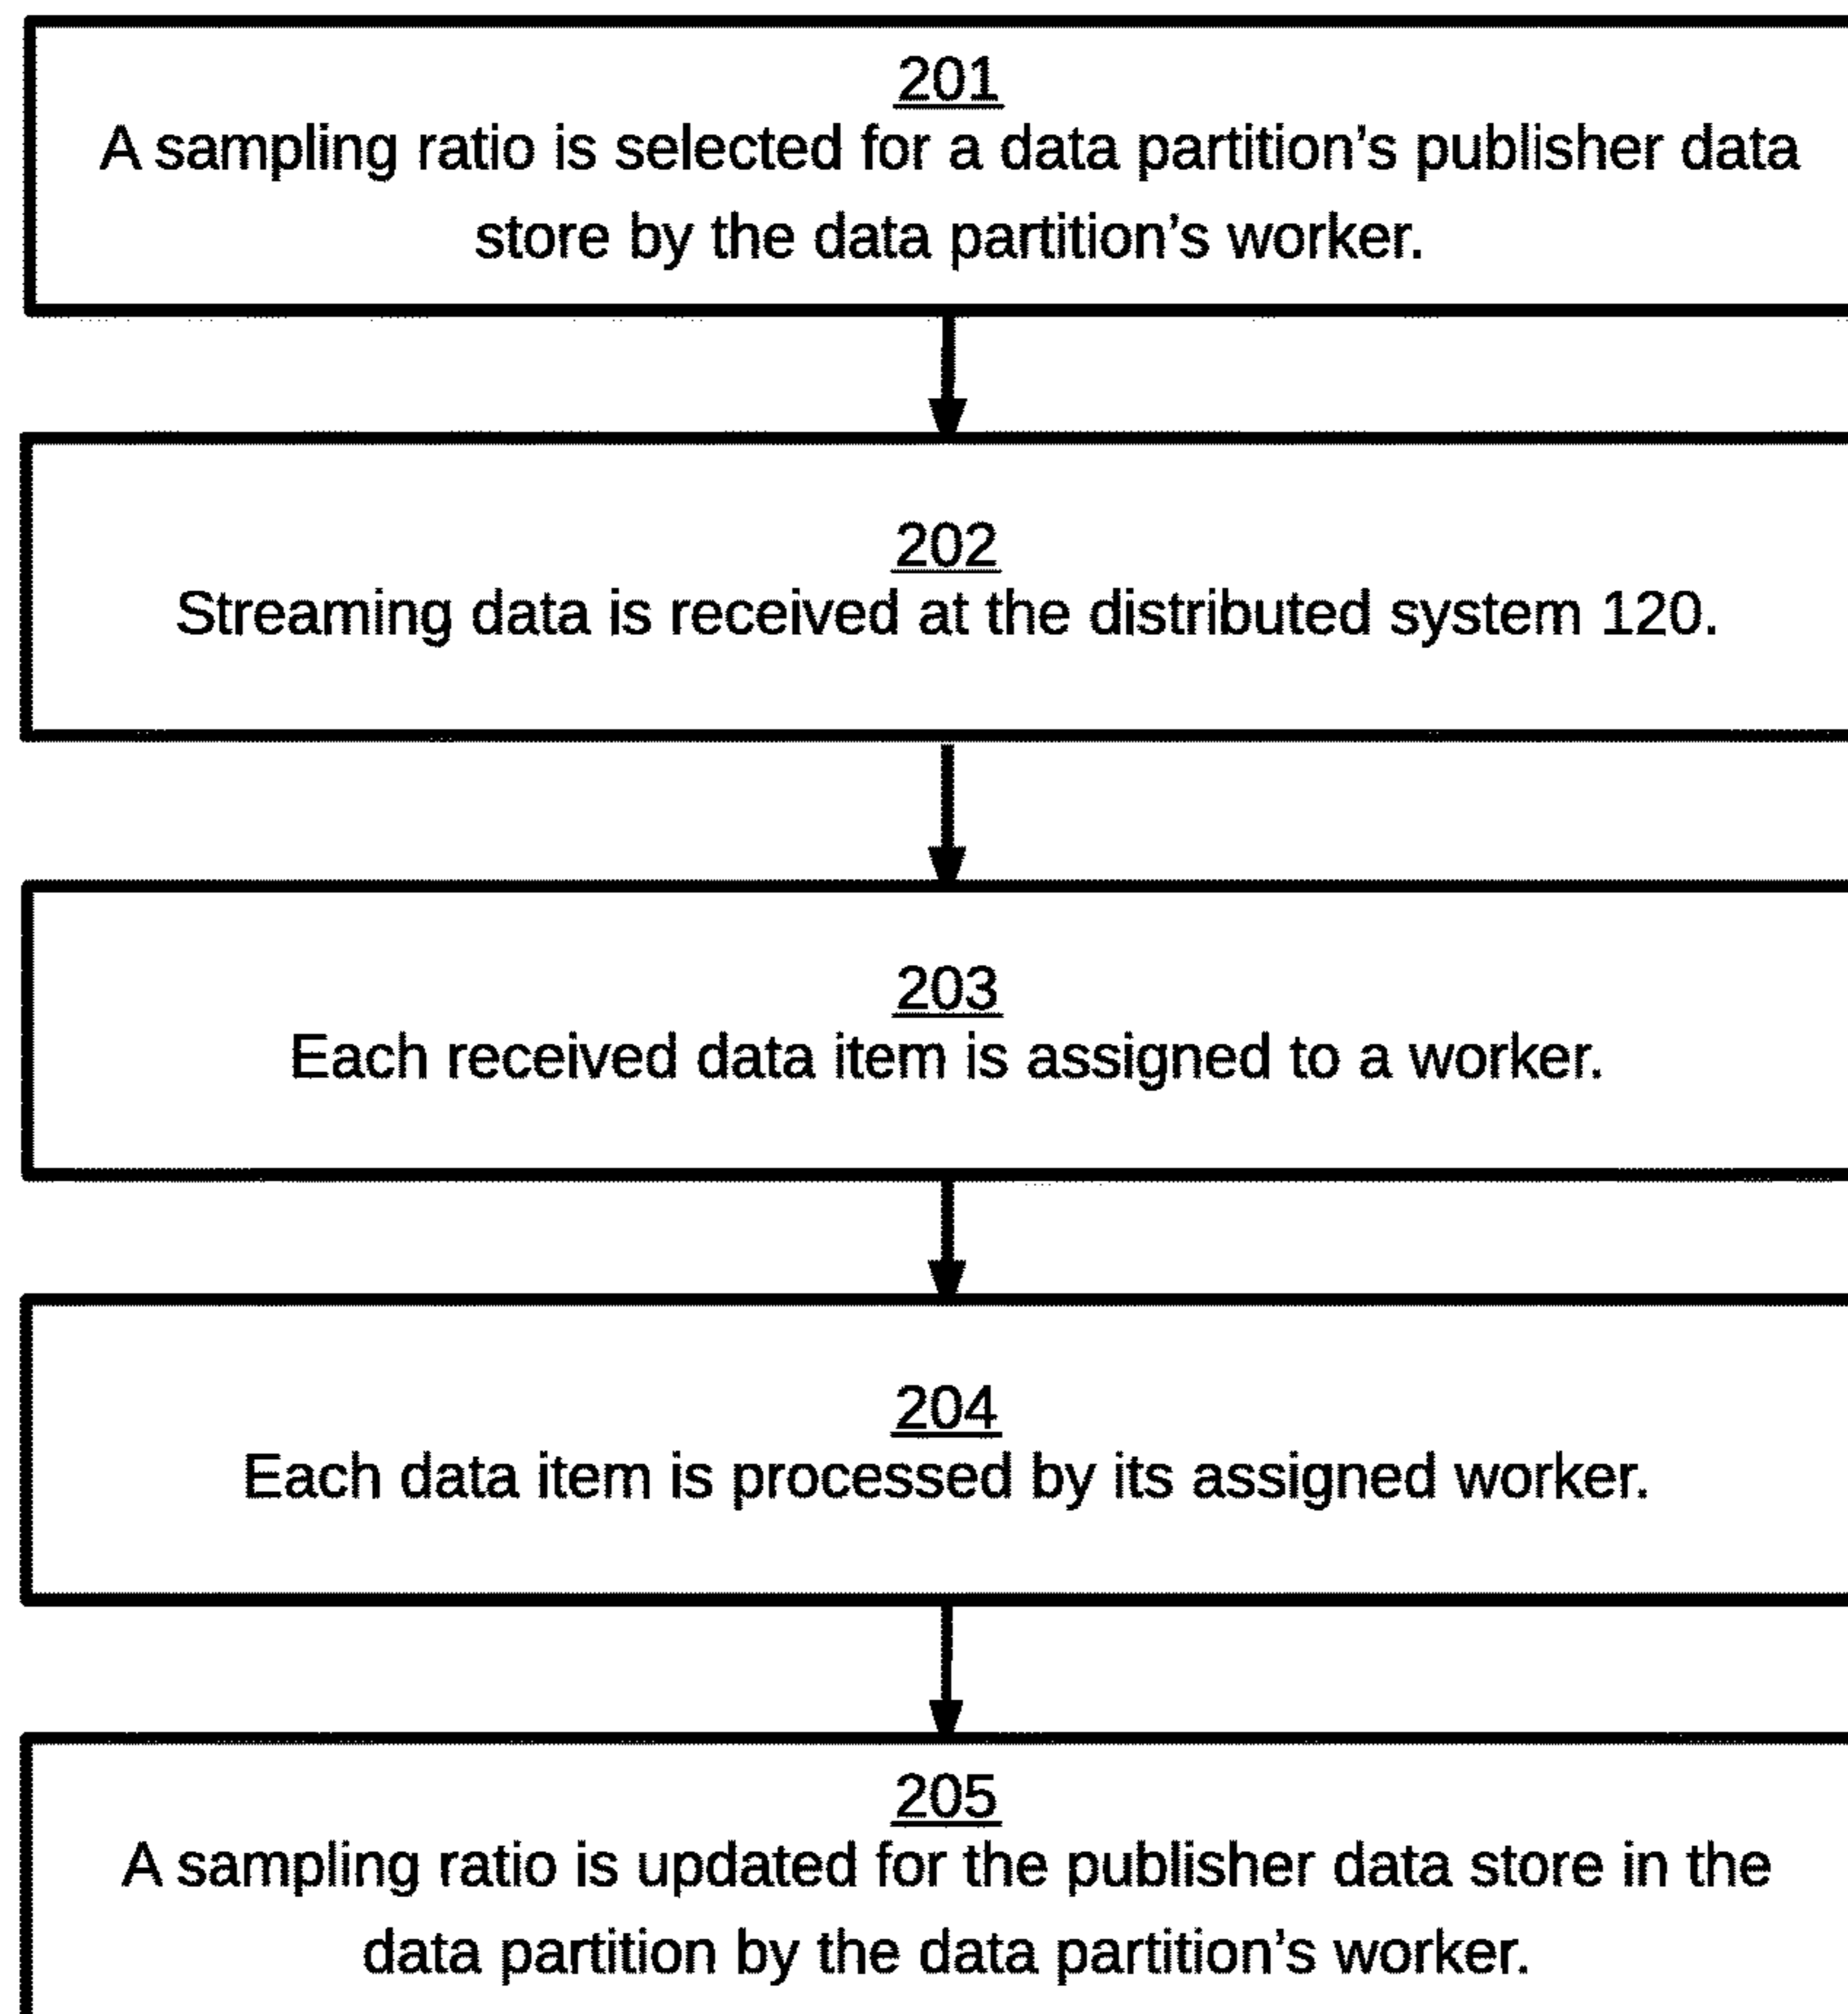 201
A sampling ratio is selected for a data partition’s publisher data
store by the data partition’s worker.
202
Streaming data is received at the distributed system 120.
203
Each received data item is assigned to a worker.
204
Each data item is processed by its assigned worker.
205
A sampling ratio is updated for the publisher data store in the
data partition by the data partition’s worker.